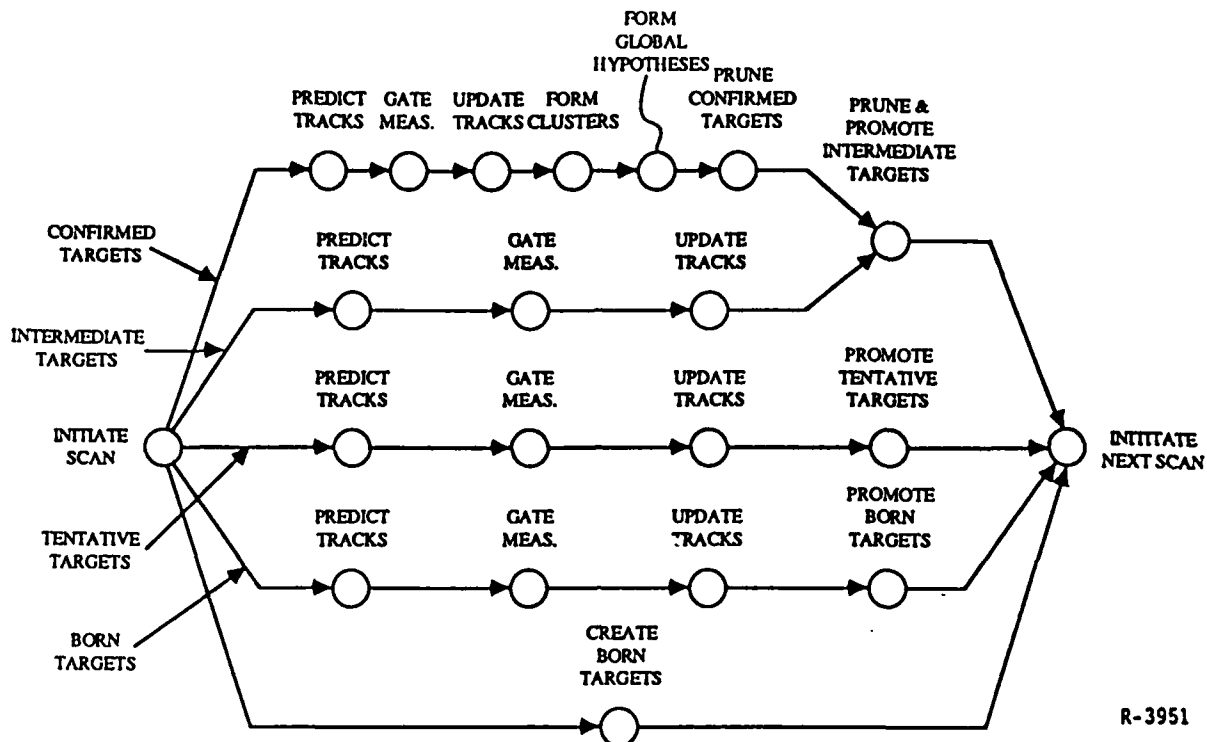 FORM
GLOBAL
HYPOTHESES
PREDICT
TRACKS
GATE
MEAS.
UPDATE
TRACKS
FORM
CLUSTERS
PRUNE
CONFIRMED
TARGETS
PRUNE &
PROMOTE
INTERMEDIATE
TARGETS
CONFIRMED
TARGETS
PREDICT
TRACKS
GATE
MEAS.
UPDATE
TRACKS
INTERMEDIATE
TARGETS
PREDICT
TRACKS
GATE
MEAS.
UPDATE
TRACKS
PROMOTE
TENTATIVE
TARGETS
INITIATE
SCAN
INTITATE
NEXT SCAN
TENTATIVE
TARGETS
PREDICT
TRACKS
GATE
MEAS.
UPDATE
TRACKS
PROMOTE
BORN
TARGETS
BORN
TARGETS
CREATE
BORN
TARGETS
R-3951